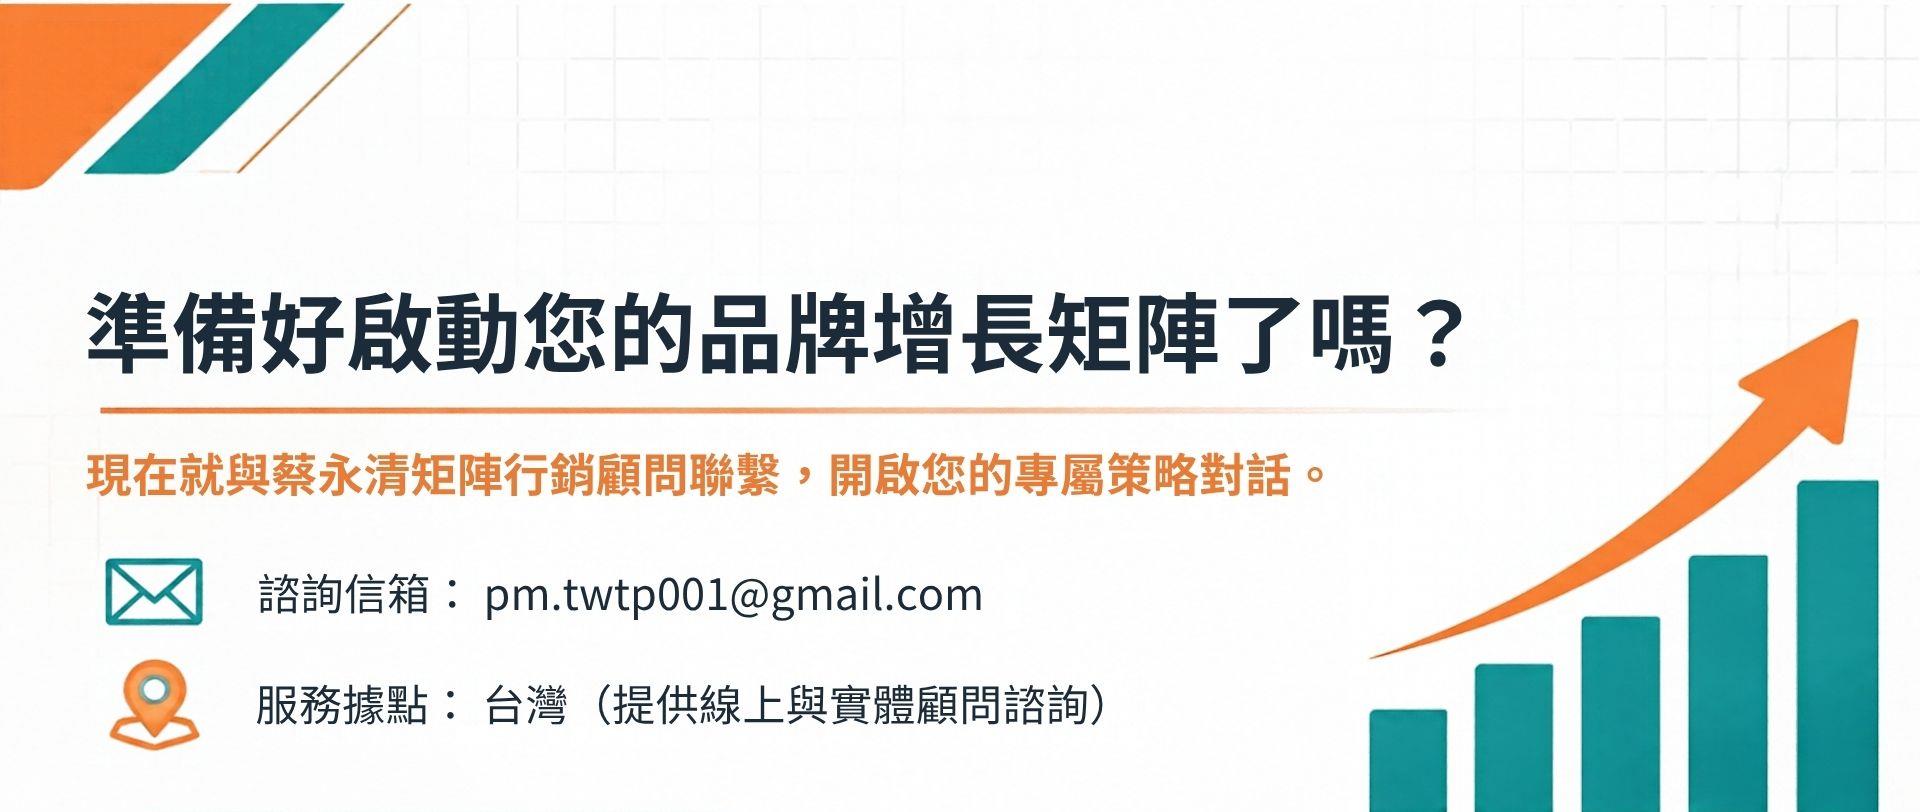 準備好啟動您的品牌增長矩陣了嗎？
現在就與蔡永清矩陣行銷顧問聯繫，開啟您的專屬策略對話。
諮詢信箱： pm.twtp001@gmail.com
服務據點： 台灣（提供線上與實體顧問諮詢）